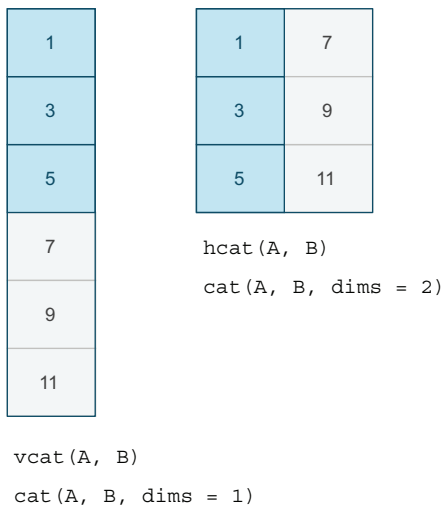 1
3
5
7
9
11
vcat(A, B)
cat(A, B, dims = 1)
1 7
3 9
5 11
hcat(A, B)
cat(A, B, dims = 2)